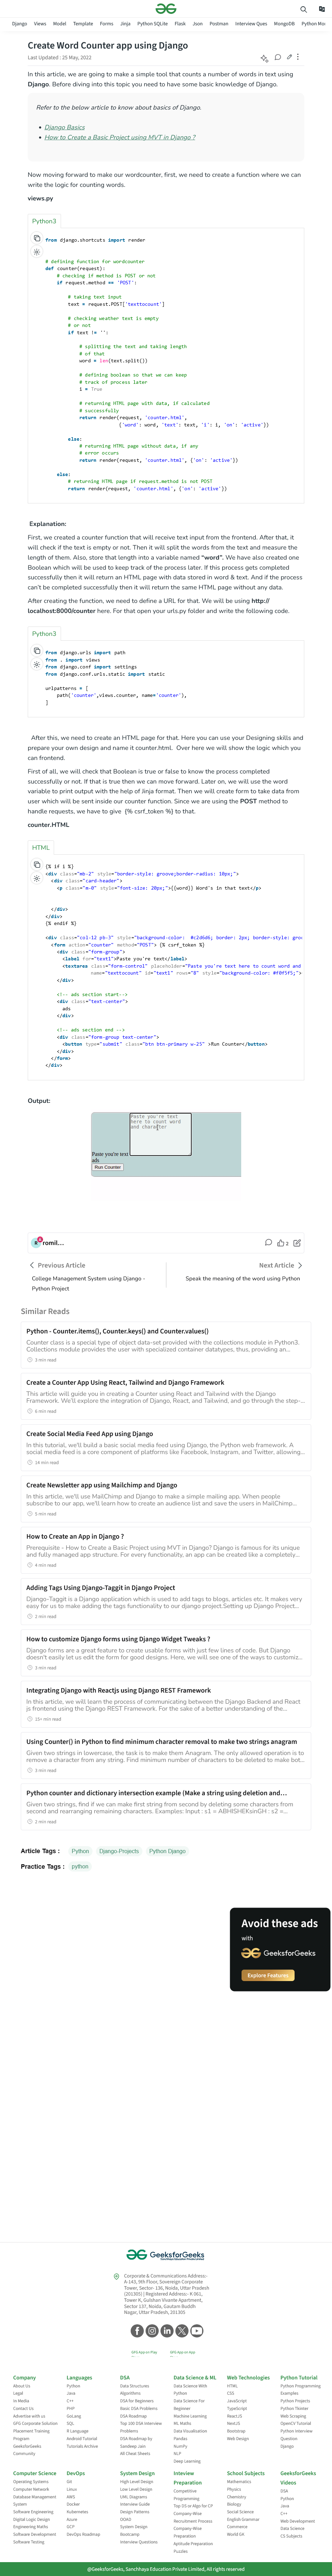 Django Views Model Template Forms Jinja Python SQLite Flask Json Postman Interview Ques MongoDB Python Mo
Create Word Counter app using Django
Last Updated : 25 May, 2022
In this article, we are going to make a simple tool that counts a number of words in text using
Django. Before diving into this topic you need to have some basic knowledge of Django.
Refer to the below article to know about basics of Django.
Django Basics
How to Create a Basic Project using MVT in Django ?
Now moving forward to make our wordcounter, first, we need to create a function where we can
write the logic for counting words.
views.py
Python3
from django.shortcuts import render
# defining function for wordcounter
def counter(request):
# checking if method is POST or not
if request.method == 'POST':
# taking text input
text = request.POST['texttocount']
# checking weather text is empty
# or not
if text != '':
# splitting the text and taking length
# of that
word = len(text.split())
# defining boolean so that we can keep
# track of process later
i = True
# returning HTML page with data, if calculated
# successfully
return render(request, 'counter.html',
{'word': word, 'text': text, 'i': i, 'on': 'active'})
else:
# returning HTML page without data, if any
# error occurs
return render(request, 'counter.html', {'on': 'active'})
else:
# returning HTML page if request.method is not POST
return render(request, 'counter.html', {'on': 'active'})
Explanation:
First, we created a counter function that will receive text input from the frontend. After that, it
will check if the text is empty or not. Then it will split the words from the text and measure the
length of them. Also, storing the length of the words into the variable named to "word". We have
used the Boolean which will be used to keep track of the process if the process gets completed
successfully then it will return HTML page with data stored in word and text. And if the process
can't be completed successfully then it will return the HTML page without any data.
After creating the function, we need to define a URL for that. We will be using http://
localhost:8000/counter here. For that open your urls.py folder and write the following code.
Python3
from django.urls import path
from . import views
from django.conf import settings
from django.conf.urls.static import static
urlpatterns = [
path('counter',views.counter, name='counter'),
]
After this, we need to create an HTML page for that. Here you can use your Designing skills and
prepare your own design and name it counter.html. Over here we will show the logic which you
can frontend.
First of all, we will check that Boolean is true or false to know the process completed
successfully or not. If that Boolean is true then we can move forward. Later on, we will use the
variable to print output with the help of Jinja format. Then we will create form to take data from
user which will be sent inside our counter function. Since we are using the POST method to
handle requests, we have to give {% csrf_token %} to that.
counter.HTML
HTML
{% if i %}
<div class="mb-2" style="border-style: groove;border-radius: 10px;">
<div class="card-header">
<p class="m-0" style="font-size: 20px;">{{word}} Word's in that text</p>
</div>
</div>
{% endif %}
<div class="col-12 pb-3" style="background-color: #c2d6d6; border: 2px; border-style: groo
<form action="counter" method="POST"> {% csrf_token %}
<div class="form-group">
<label for="text1">Paste you're text</label>
<textarea class="form-control" placeholder="Paste you're text here to count word and
name="texttocount" id="text1" rows="8" style="background-color: #f8f5f5;">
</div>
<!-- ads section start-->
<div class="text-center">
ads
</div>
<!-- ads section end -->
<div class="form-group text-center">
<button type="submit" class="btn btn-primary w-25" >Run Counter</button>
</div>
</form>
</div>
Output:
Paste you're text
here to count word
and character
Paste you're text
ads
Run Counter
romil...
2
Previous Article
Next Article
College Management System using Django -
Python Project
Speak the meaning of the word using Python
Similar Reads
Python - Counter.items(), Counter.keys() and Counter.values()
Counter class is a special type of object data-set provided with the collections module in Python3.
Collections module provides the user with specialized container datatypes, thus, providing an...
3 min read
Create a Counter App Using React, Tailwind and Django Framework
This article will guide you in creating a Counter using React and Tailwind with the Django
Framework. We'll explore the integration of Django, React, and Tailwind, and go through the step-...
6 min read
Create Social Media Feed App using Django
In this tutorial, we'll build a basic social media feed using Django, the Python web framework. A
social media feed is a core component of platforms like Facebook, Instagram, and Twitter, allowing...
14 min read
Create Newsletter app using Mailchimp and Django
In this article, we'll use MailChimp and Django to make a simple mailing app. When people
subscribe to our app, we'll learn how to create an audience list and save the users in MailChimp...
5 min read
How to Create an App in Django ?
Prerequisite - How to Create a Basic Project using MVT in Django? Django is famous for its unique
and fully managed app structure. For every functionality, an app can be created like a completely...
4 min read
Adding Tags Using Django-Taggit in Django Project
Django-Taggit is a Django application which is used to add tags to blogs, articles etc. It makes very
easy for us to make adding the tags functionality to our django project.Setting up Django Project...
2 min read
How to customize Django forms using Django Widget Tweaks ?
Django forms are a great feature to create usable forms with just few lines of code. But Django
doesn't easily let us edit the form for good designs. Here, we will see one of the ways to customiz...
3 min read
Integrating Django with Reactjs using Django REST Framework
In this article, we will learn the process of communicating between the Django Backend and React
js frontend using the Django REST Framework. For the sake of a better understanding of the...
15+ min read
Using Counter() in Python to find minimum character removal to make two strings anagram
Given two strings in lowercase, the task is to make them Anagram. The only allowed operation is to
remove a character from any string. Find minimum number of characters to be deleted to make bot...
3 min read
Python counter and dictionary intersection example (Make a string using deletion and...
Given two strings, find if we can make first string from second by deleting some characters from
second and rearranging remaining characters. Examples: Input : s1 = ABHISHEKsinGH : s2 =...
2 min read
Article Tags : Python Django-Projects Python Django
Practice Tags : python
Avoid these ads
with
GeeksforGeeks
Explore Features
GeeksforGeeks
Corporate & Communications Address:-
A-143, 9th Floor, Sovereign Corporate
Tower, Sector- 136, Noida, Uttar Pradesh
(201305) | Registered Address:- K 061,
Tower K, Gulshan Vivante Apartment,
Sector 137, Noida, Gautam Buddh
Nagar, Uttar Pradesh, 201305
GFG App on Play
GFG App on App
Company
About Us
Legal
In Media
Contact Us
Advertise with us
GFG Corporate Solution
Placement Training
Program
GeeksforGeeks
Community
Languages
Python
Java
C++
PHP
GoLang
SQL
R Language
Android Tutorial
Tutorials Archive
DSA
Data Structures
Algorithms
DSA for Beginners
Basic DSA Problems
DSA Roadmap
Top 100 DSA Interview
Problems
DSA Roadmap by
Sandeep Jain
All Cheat Sheets
Data Science & ML
Data Science With
Python
Data Science For
Beginner
Machine Learning
ML Maths
Data Visualisation
Pandas
NumPy
NLP
Deep Learning
Web Technologies
HTML
CSS
JavaScript
TypeScript
ReactJS
NextJS
Bootstrap
Web Design
Python Tutorial
Python Programming
Examples
Python Projects
Python Tkinter
Web Scraping
OpenCV Tutorial
Python Interview
Question
Django
Computer Science
Operating Systems
Computer Network
Database Management
System
Software Engineering
Digital Logic Design
Engineering Maths
Software Development
Software Testing
DevOps
Git
Linux
AWS
Docker
Kubernetes
Azure
GCP
DevOps Roadmap
System Design
High Level Design
Low Level Design
UML Diagrams
Interview Guide
Design Patterns
OOAD
System Design
Bootcamp
Interview Questions
Inteview
Preparation
Competitive
Programming
Top DS or Algo for CP
Company-Wise
Recruitment Process
Company-Wise
Preparation
Aptitude Preparation
Puzzles
School Subjects
Mathematics
Physics
Chemistry
Biology
Social Science
English Grammar
Commerce
World GK
GeeksforGeeks
Videos
DSA
Python
Java
C++
Web Development
Data Science
CS Subjects
@GeeksforGeeks, Sanchhaya Education Private Limited, All rights reserved